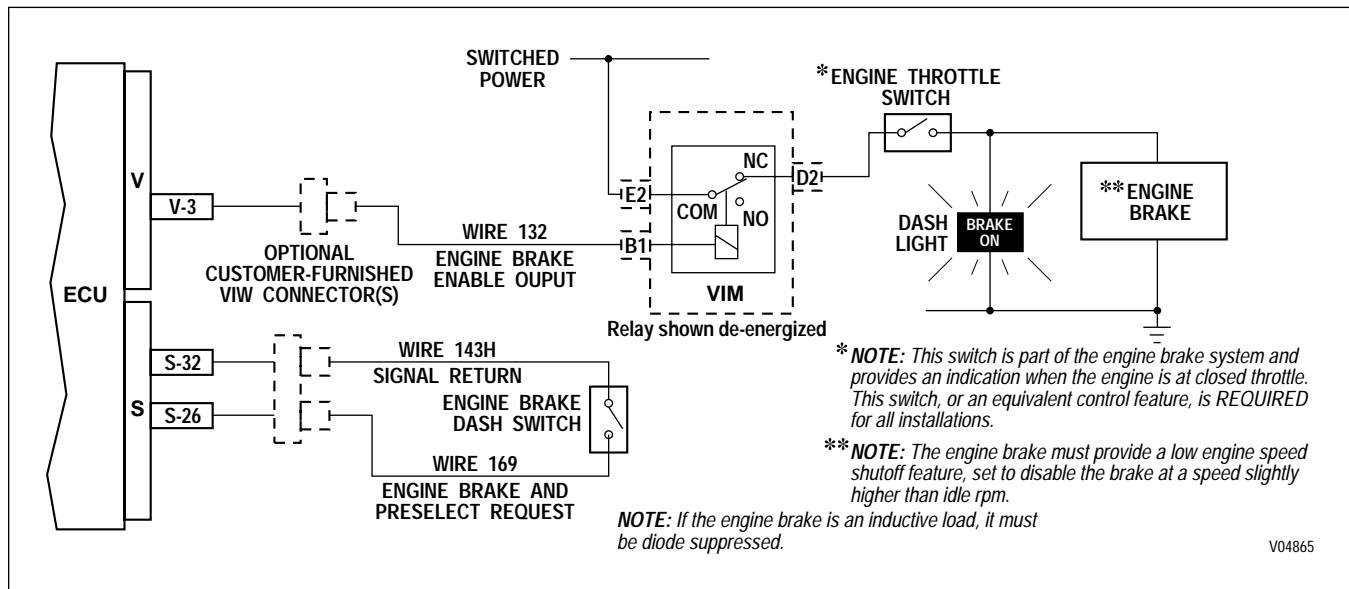 SWITCHED
POWER
*ENGINE THROTTLE
SWITCH
V
V-3
OPTIONAL
CUSTOMER-FURNISHED
VIW CONNECTOR(S)
WIRE 132
ENGINE BRAKE
ENABLE OUPUT
E2
COM
NC
NO
D2
B1
VIM
Relay shown de-energized
DASH
LIGHT
BRAKE
ON
**ENGINE
BRAKE
ECU
S
S-32
S-26
WIRE 143H
SIGNAL RETURN
ENGINE BRAKE
DASH SWITCH
WIRE 169
ENGINE BRAKE AND
PRESELECT REQUEST
* NOTE: This switch is part of the engine brake system and
provides an indication when the engine is at closed throttle.
This switch, or an equivalent control feature, is REQUIRED
for all installations.
** NOTE: The engine brake must provide a low engine speed
shutoff feature, set to disable the brake at a speed slightly
higher than idle rpm.
NOTE: If the engine brake is an inductive load, it must
be diode suppressed.
V04865